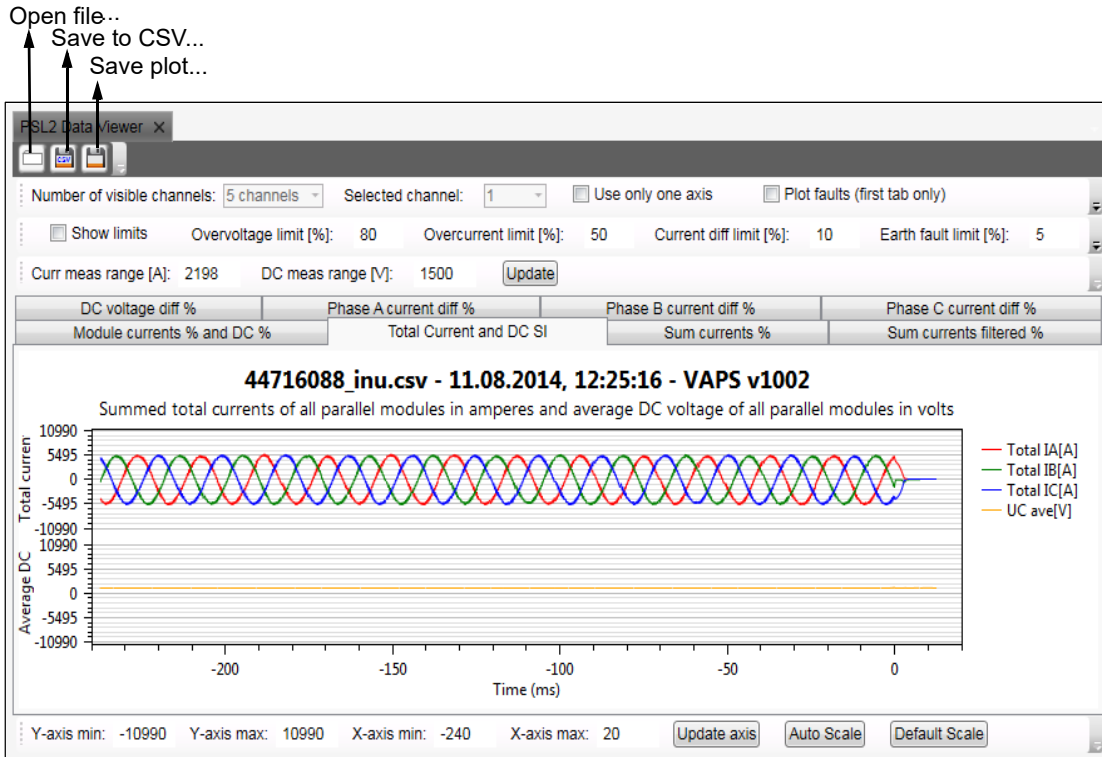 Open file...
Save to CSV...
Save plot...
PSL2 Data Viewer
CSV
Number of visible channels: 5 channels Selected channel: 1 Use only one axis Plot faults (first tab only)
Show limits Overvoltage limit [%]: 80 Overcurrent limit [%]: 50 Current diff limit [%]: 10 Earth fault limit [%]: 5
Curr meas range [A]: 2198 DC meas range [V]: 1500 Update
DC voltage diff % Phase A current diff % Phase B current diff % Phase C current diff %
Module currents % and DC % Total Current and DC SI Sum currents % Sum currents filtered %
44716088_inu.csv - 11.08.2014, 12:25:16 - VAPS v1002
Summed total currents of all parallel modules in amperes and average DC voltage of all parallel modules in volts
Total curren
10990
5495
0
-5495
-10990
Average DC
10990
5495
0
-5495
-10990
Total IA[A]
Total IB[A]
Total IC[A]
UC ave[V]
-200 -150 -100 -50 0
Time (ms)
Y-axis min: -10990 Y-axis max: 10990 X-axis min: -240 X-axis max: 20 Update axis Auto Scale Default Scale